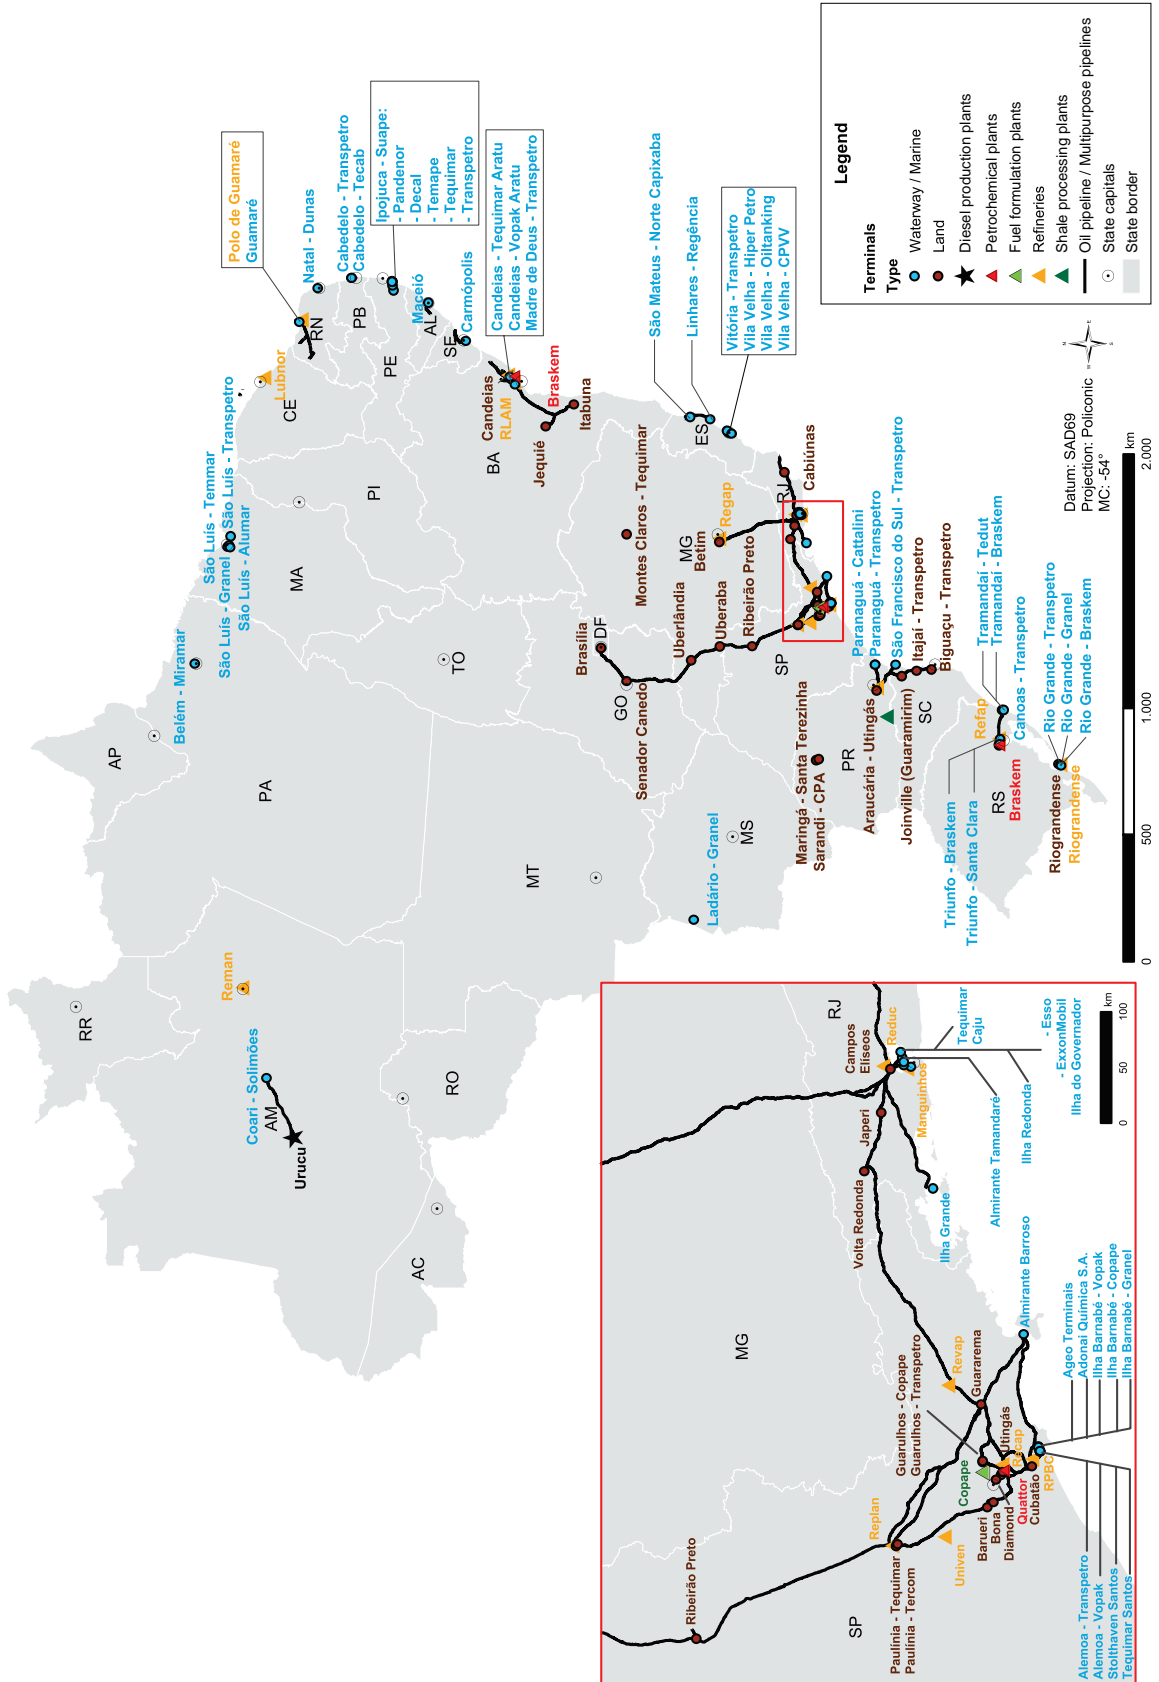 RR
AP
AM
PA
AC
RO
MT
TO
MA
PI
CE
RN
PB
PE
AL
SE
BA
GO
DF
MG
ES
MS
SP
RJ
PR
SC
RS
Reman
Coari - Solimões
Urucu
Belém - Miramar
São Luís - Temmar
São Luís - Granel
São Luís - Transpetro
São Luís - Alumar
Lubnor
Polo de Guamaré
Guamaré
Natal - Dunas
Cabedelo - Transpetro
Cabedelo - Tecab
Ipojuca - Suape:
- Pandenor
- Decal
- Temape
- Tequimar
- Transpetro
Maceió
Carmópolis
Candeias - Tequimar Aratu
Candeias - Vopak Aratu
Madre de Deus - Transpetro
Candeias
RLAM
Braskem
Jequié
Itabuna
São Mateus - Norte Capixaba
Linhares - Regência
Vitória - Transpetro
Vila Velha - Hiper Petro
Vila Velha - Oiltanking
Vila Velha - CPVV
Montes Claros - Tequimar
Regap
Betim
Brasília
Senador Canedo
Uberlândia
Uberaba
Ribeirão Preto
Cabiúnas
Ladário - Granel
Maringá - Santa Terezinha
Sarandi - CPA
Paranaguá - Cattalini
Paranaguá - Transpetro
São Francisco do Sul - Transpetro
Araucária - Utingás
Joinville (Guaramirim)
Itajaí - Transpetro
Biguaçu - Transpetro
Refap
Tramandaí - Tedut
Tramandaí - Braskem
Canoas - Transpetro
Triunfo - Braskem
Triunfo - Santa Clara
Braskem
Rio Grande - Transpetro
Rio Grande - Granel
Rio Grande - Braskem
Riograndense
Riograndense
Legend
Terminals
Type
Waterway / Marine
Land
Diesel production plants
Petrochemical plants
Fuel formulation plants
Refineries
Shale processing plants
Oil pipeline / Multipurpose pipelines
State capitals
State border
N
E
S
W
Datum: SAD69
Projection: Policonic
MC: -54°
0
500
1.000
2.000
km
MG
RJ
SP
Ribeirão Preto
Replan
Paulínia - Tequimar
Paulínia - Tercom
Univen
Guarulhos - Copape
Guarulhos - Transpetro
Revap
Guararema
Copape
Barueri
Bona
Diamond
Quattor
Cubatão
Utingás
Recap
RPBC
Almirante Barroso
Volta Redonda
Japeri
Campos
Elíseos
Reduc
Manguinhos
Ilha Grande
Tequimar
Caju
Almirante Tamandaré
Ilha Redonda
- Esso
- ExxonMobil
Ilha do Governador
Ageo Terminais
Adonai Química S.A.
Ilha Barnabé - Vopak
Ilha Barnabé - Copape
Ilha Barnabé - Granel
Alemoa - Transpetro
Alemoa - Vopak
Stolthaven Santos
Tequimar Santos
0
50
100
km